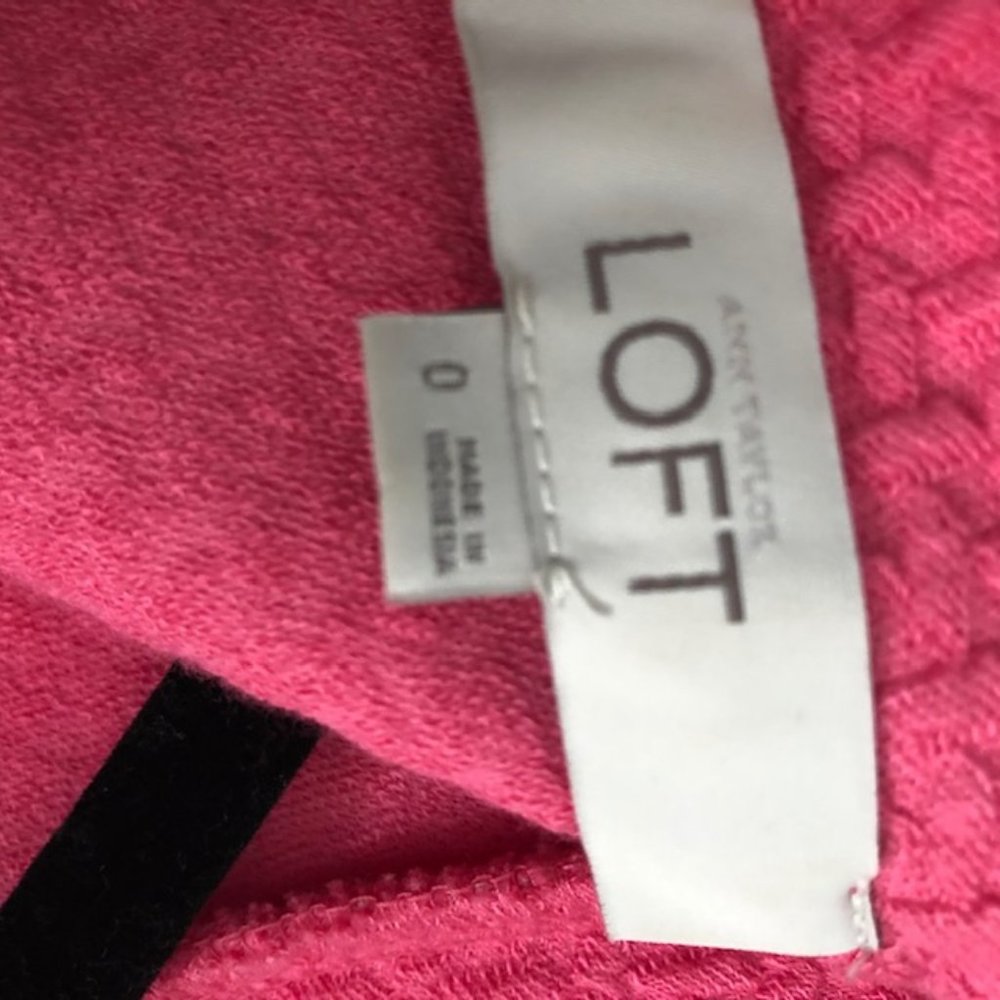 ANN TAYLOR
LOFT
0
MADE IN
INDONESIA